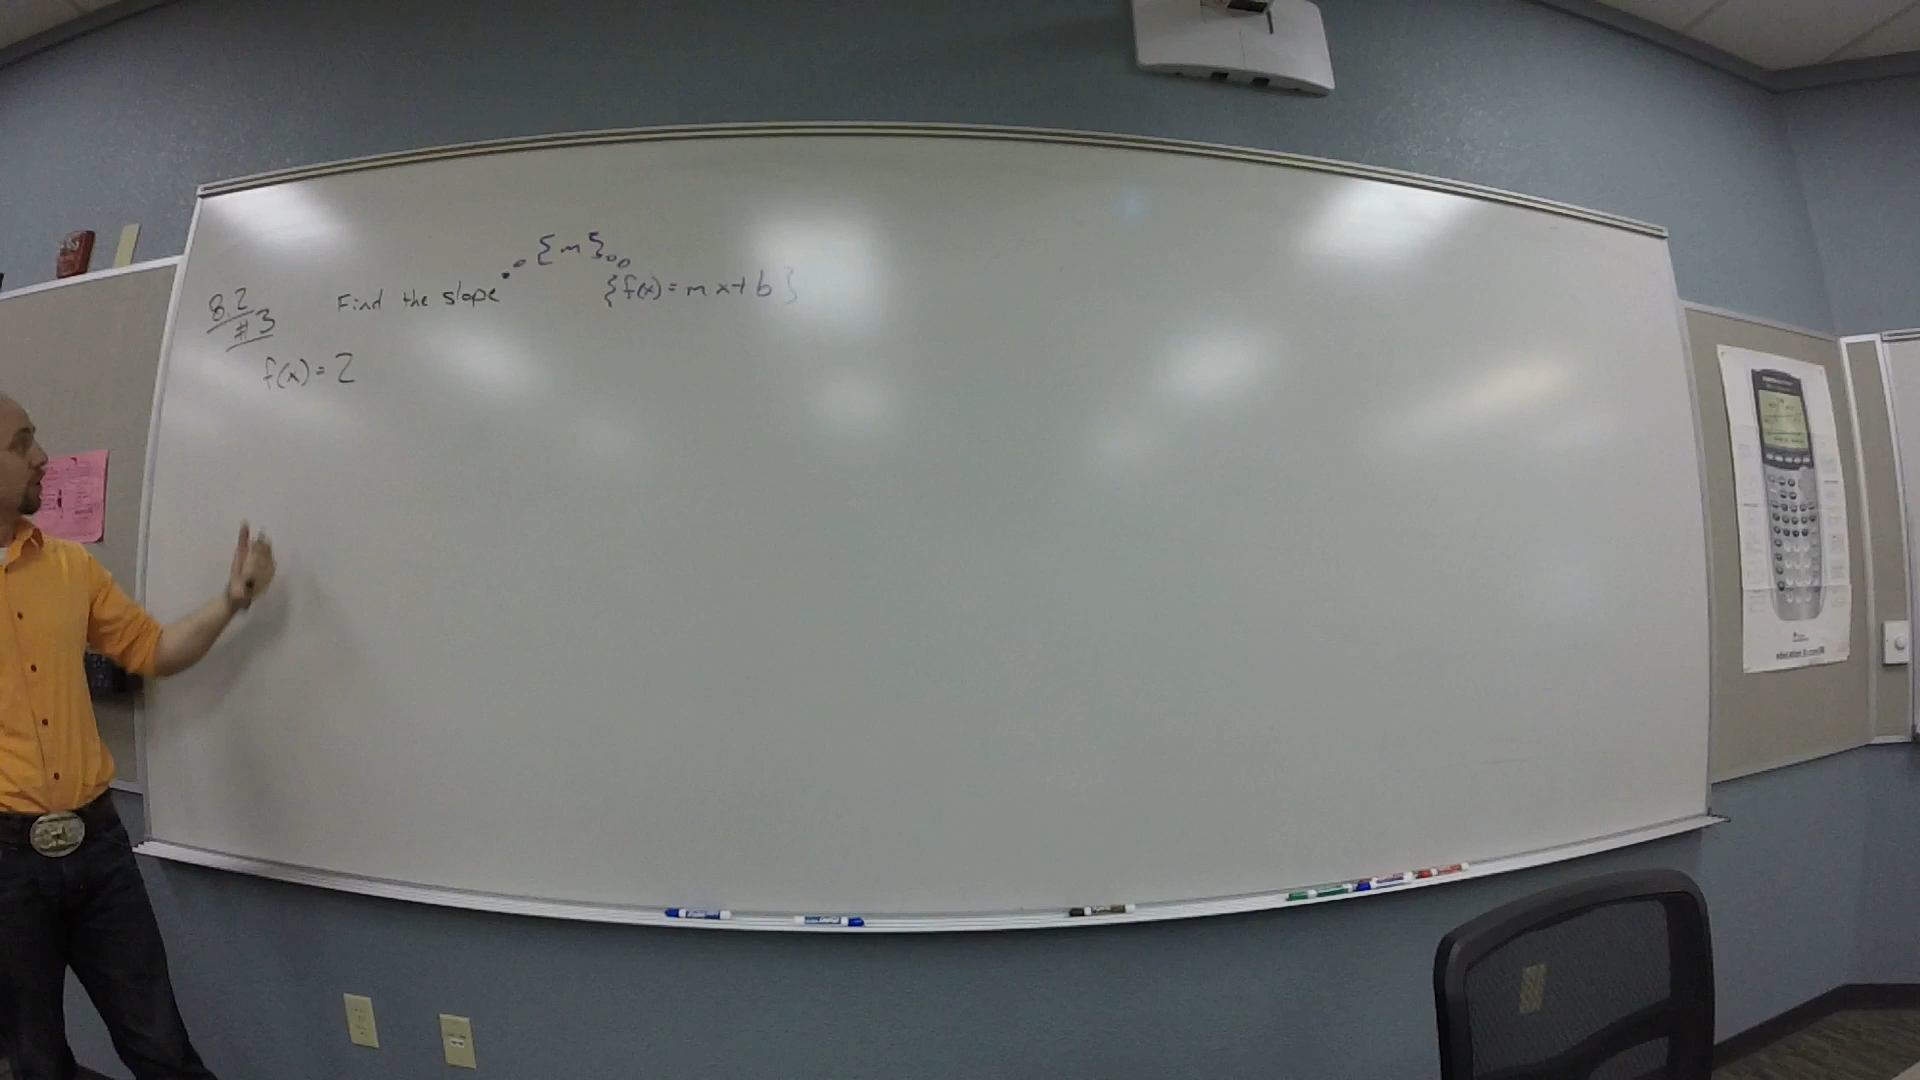 {m}
8.2 Find the slope {f(x) = mx + b}
#3
f(x) = 2